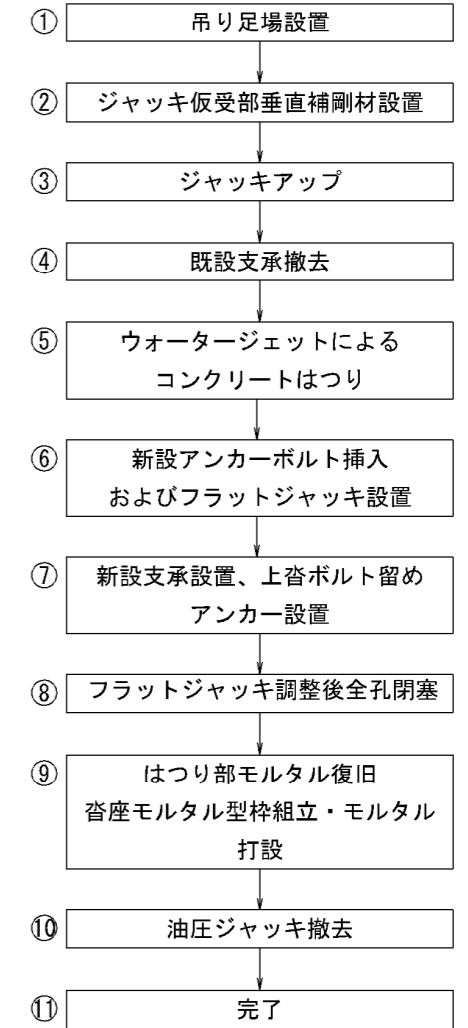 ① 吊り足場設置
② ジャッキ仮受部垂直補剛材設置
③ ジャッキアップ
④ 既設支承撤去
⑤ ウォータージェットによる
コンクリートはつり
⑥ 新設アンカーボルト挿入
およびフラットジャッキ設置
⑦ 新設支承設置、上沓ボルト留め
アンカー設置
⑧ フラットジャッキ調整後全孔閉塞
⑨ はつり部モルタル復旧
沓座モルタル型枠組立・モルタル
打設
⑩ 油圧ジャッキ撤去
⑪ 完了